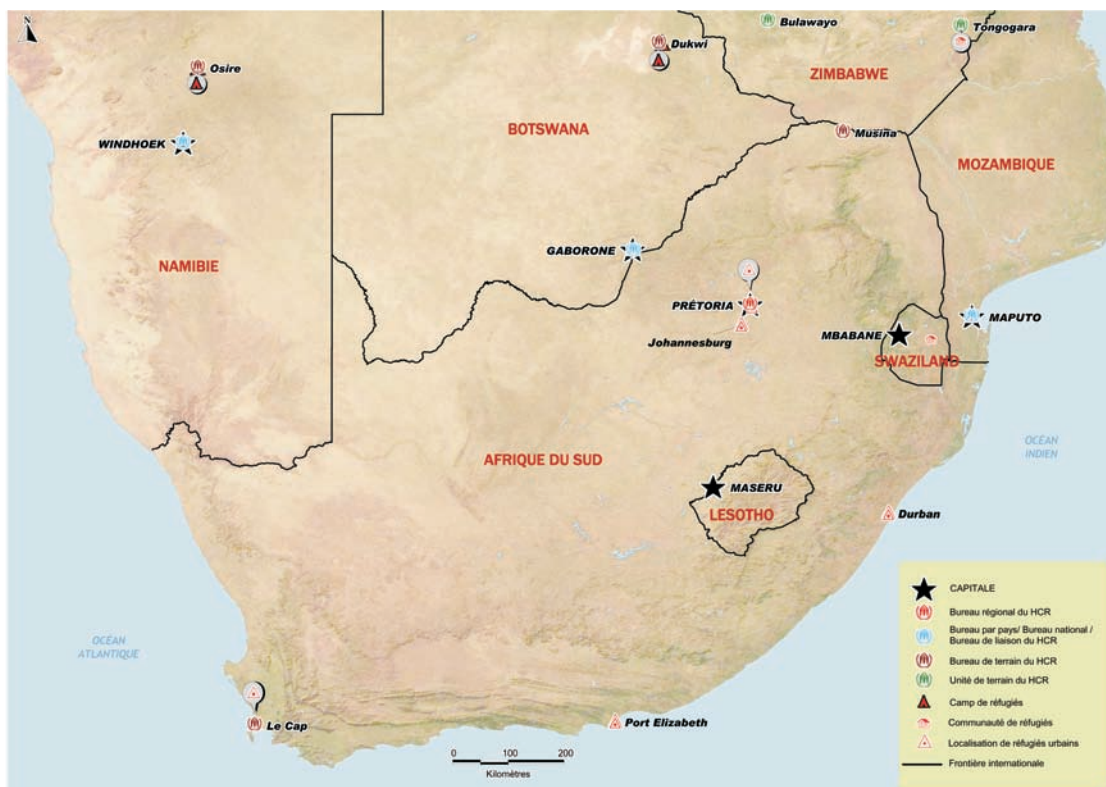 Bulawayo
Tongogara
Osire
Dukwi
ZIMBABWE
BOTSWANA
Musina
WINDHOEK
MOZAMBIQUE
GABORONE
NAMIBIE
PRÉTORIA
MAPUTO
Johannesburg
MBABANE
SWAZILAND
OCÉAN
INDIEN
AFRIQUE DU SUD
MASERU
LESOTHO
Durban
OCÉAN
ATLANTIQUE
Le Cap
Port Elizabeth
0 100 200
Kilomètres
CAPITALE
Bureau régional du HCR
Bureau par pays/ Bureau national /
Bureau de liaison du HCR
Bureau de terrain du HCR
Unité de terrain du HCR
Camp de réfugiés
Communauté de réfugiés
Localisation de réfugiés urbains
Frontière internationale